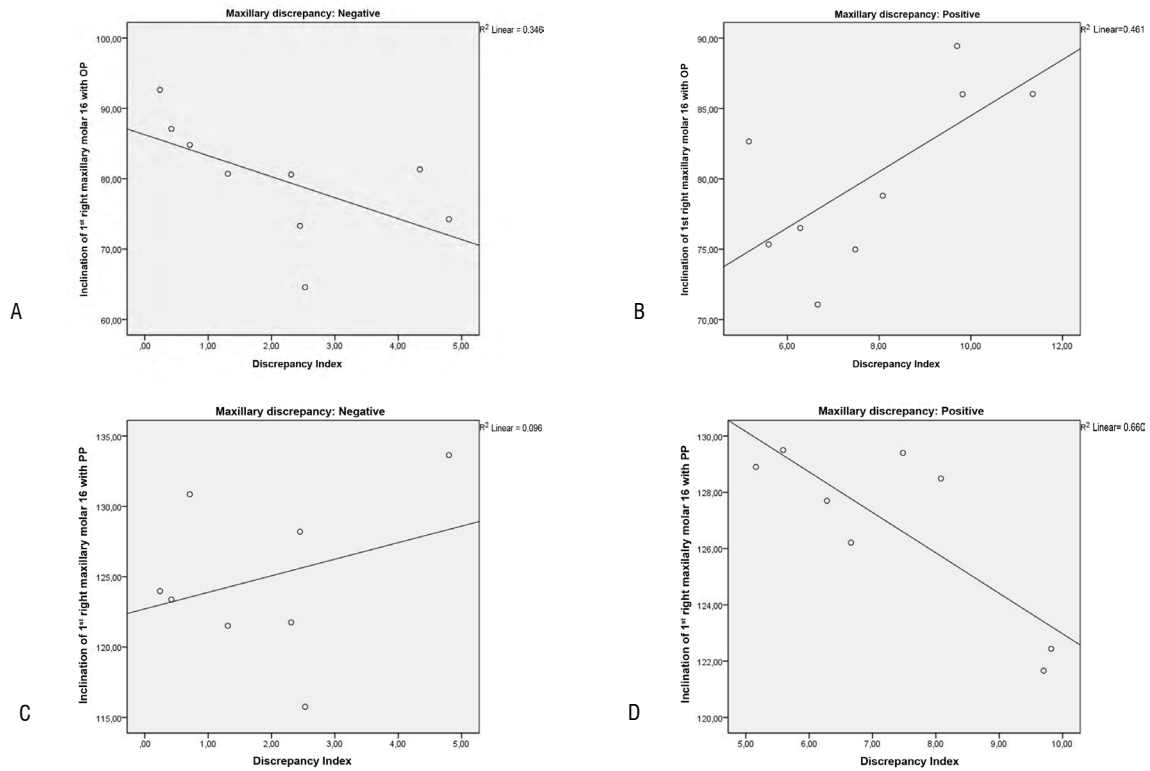 Maxillary discrepancy: Negative
R² Linear = 0.346
Inclination of 1st right maxillary molar 16 with OP
100,00
90,00
80,00
70,00
60,00
,00
1,00
2,00
3,00
4,00
5,00
Discrepancy Index
A
Maxillary discrepancy: Positive
R² Linear=0.461
Inclination of 1st right maxillary molar 16 with OP
90,00
85,00
80,00
75,00
70,00
6,00
8,00
10,00
12,00
Discrepancy Index
B
Maxillary discrepancy: Negative
R² Linear = 0.096
Inclination of 1st right maxillary molar 16 with PP
135,00
130,00
125,00
120,00
115,00
,00
1,00
2,00
3,00
4,00
5,00
Discrepancy Index
C
Maxillary discrepancy: Positive
R² Linear= 0.660
Inclination of 1st right maxilalry molar 16 with PP
130,00
128,00
126,00
124,00
122,00
120,00
5,00
6,00
7,00
8,00
9,00
10,00
Discrepancy Index
D